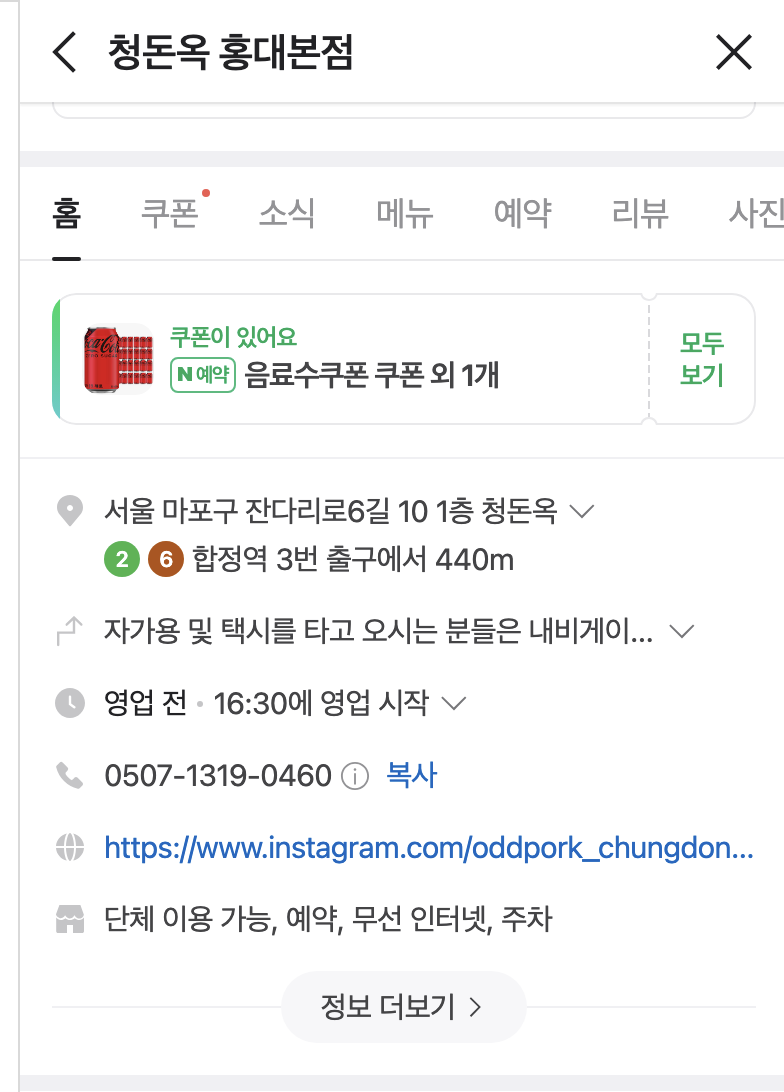 청돈옥 홍대본점
홈 쿠폰 소식 메뉴 예약 리뷰 사진
쿠폰이 있어요
N예약 음료수쿠폰 쿠폰 외 1개
모두
보기
서울 마포구 잔다리로6길 10 1층 청돈옥
2 6 합정역 3번 출구에서 440m
자가용 및 택시를 타고 오시는 분들은 내비게이...
영업 전 • 16:30에 영업 시작
0507-1319-0460 i 복사
https://www.instagram.com/oddpork_chungdon...
단체 이용 가능, 예약, 무선 인터넷, 주차
정보 더보기